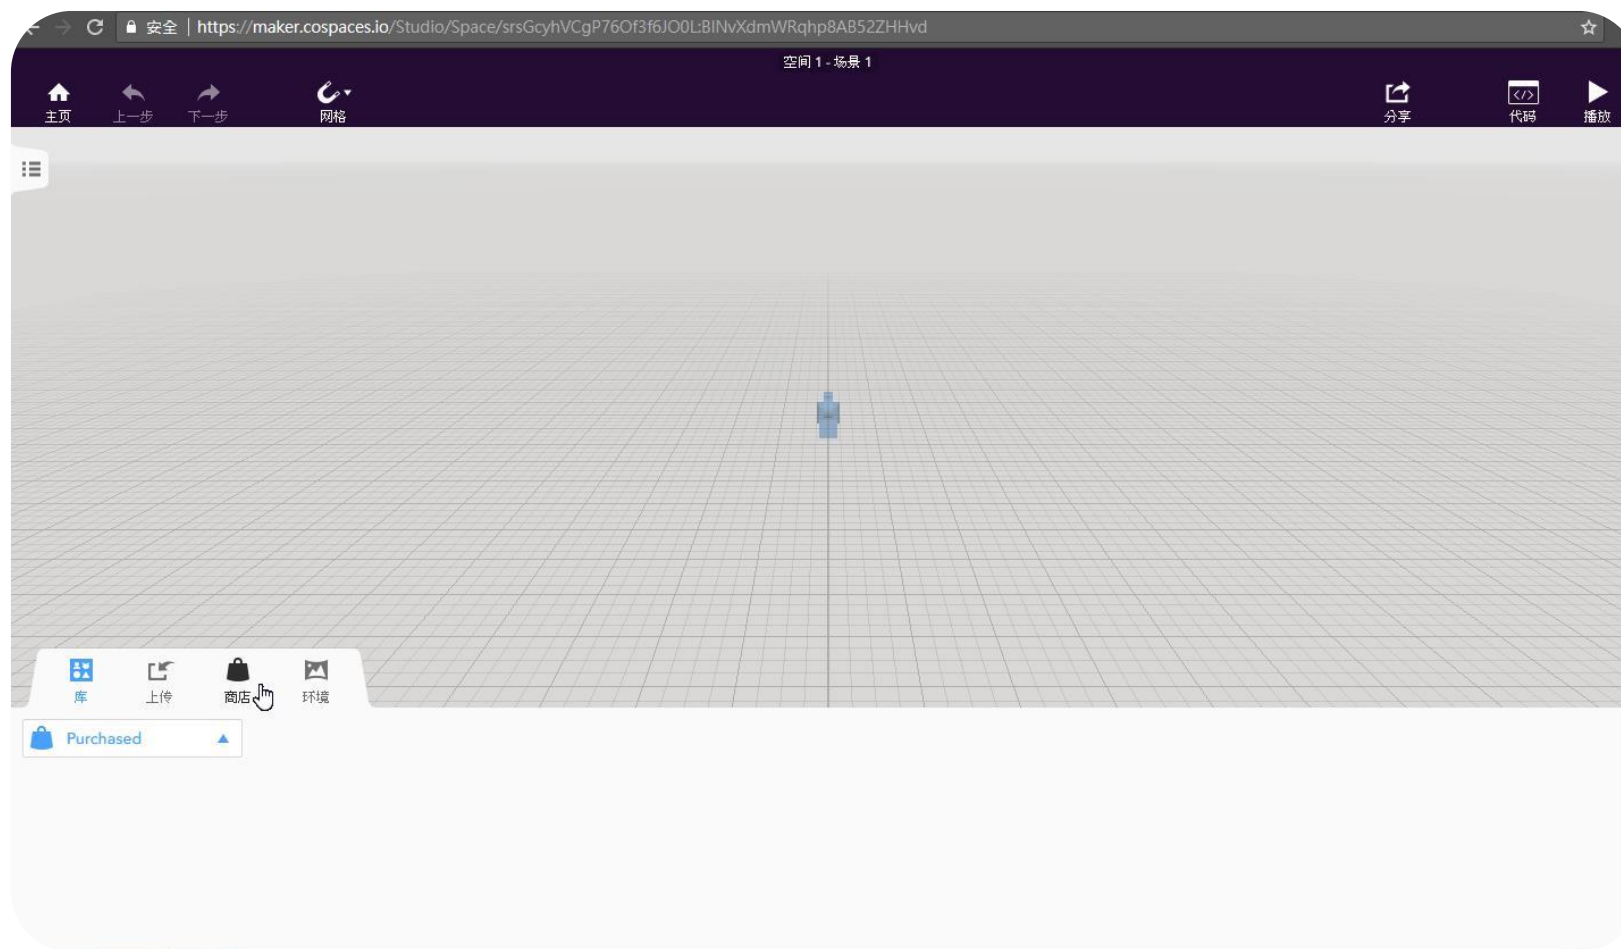 安全 | https://maker.cospaces.io/Studio/Space/srsGcyhVCgP76Of3f6JO0L:BlNvXdmWRqhp8AB52ZHHvd
空间 1 - 场景 1
主页 上一步 下一步 网格 分享 代码 播放
库 上传 商店 环境
Purchased